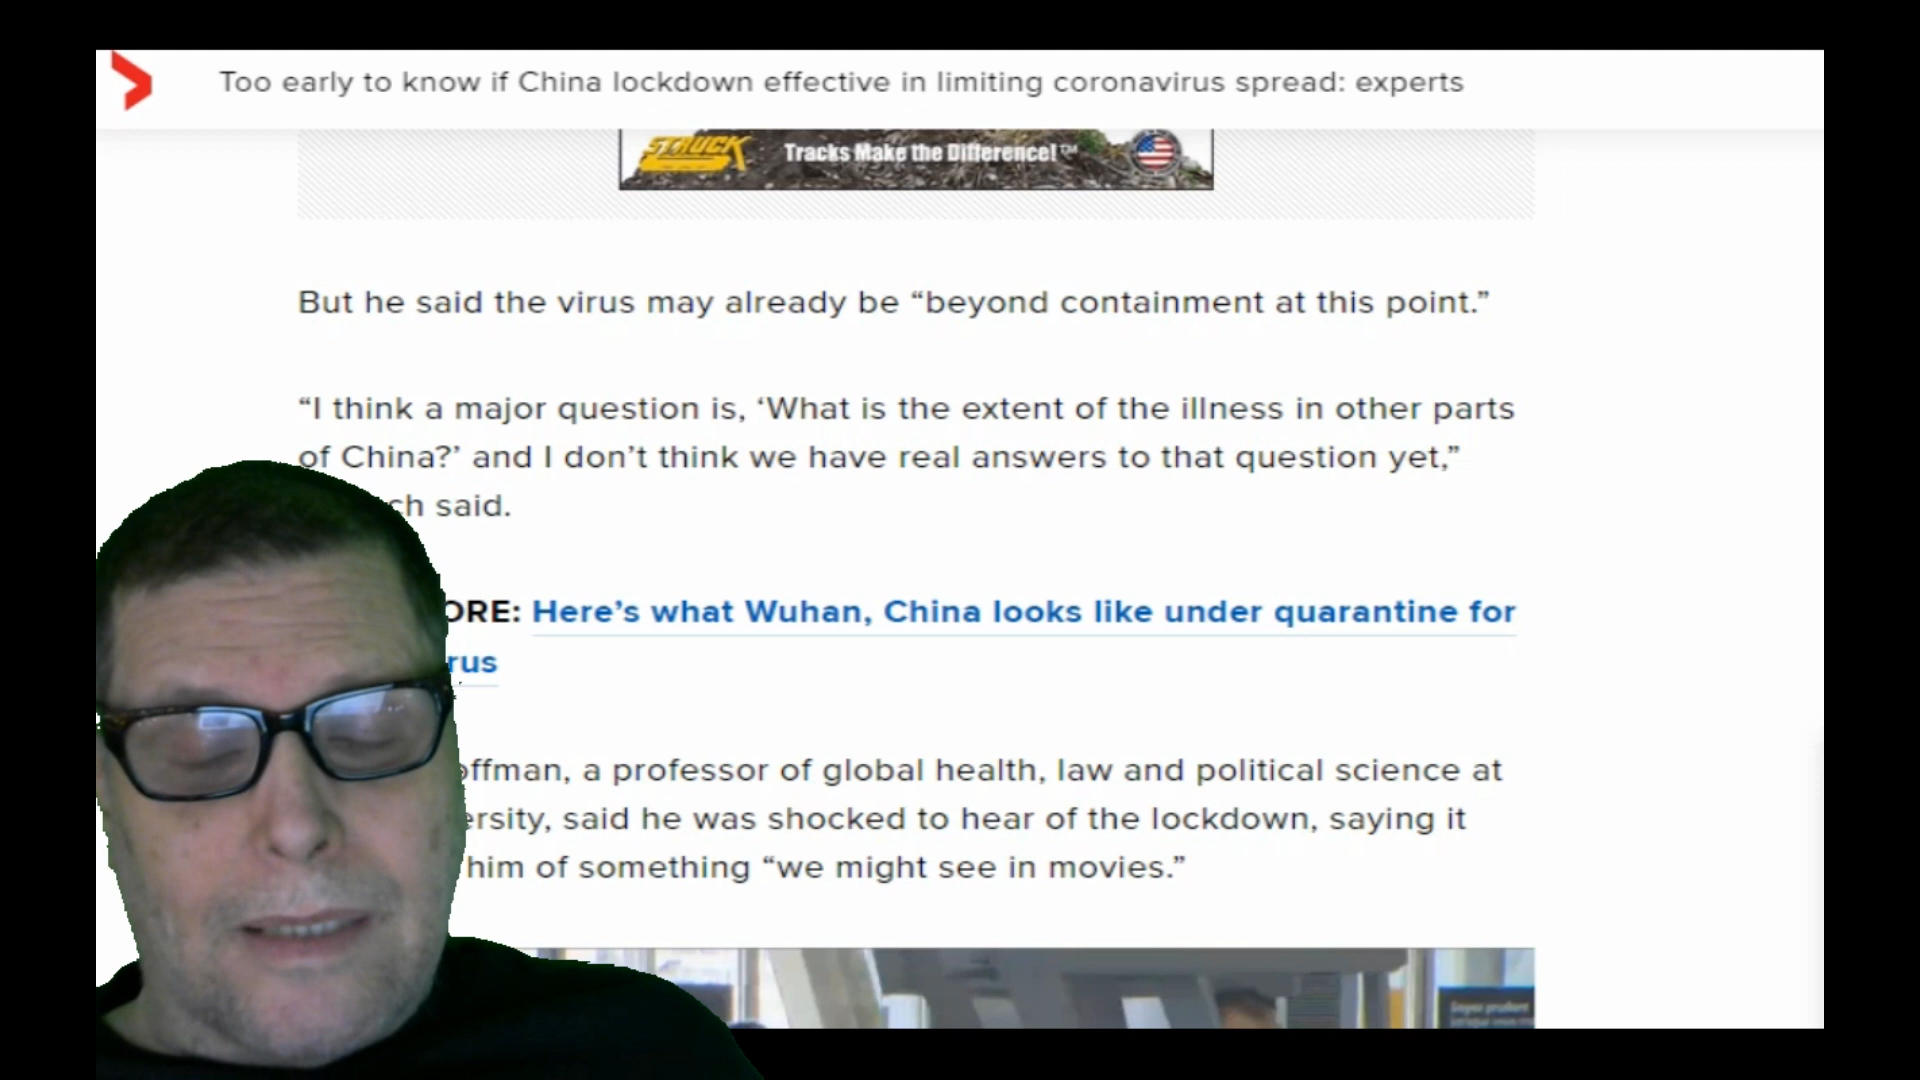 Too early to know if China lockdown effective in limiting coronavirus spread: experts
STRUCK
Tracks Make the Difference!™
But he said the virus may already be “beyond containment at this point.”
“I think a major question is, ‘What is the extent of the illness in other parts
of China?’ and I don’t think we have real answers to that question yet,”
ch said.
ORE: Here’s what Wuhan, China looks like under quarantine for
rus
offman, a professor of global health, law and political science at
ersity, said he was shocked to hear of the lockdown, saying it
him of something “we might see in movies.”